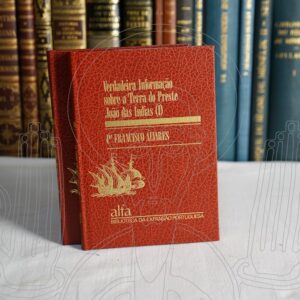 Verdadeira Informação
sobre a Terra do Preste
João das Índias (I)
Pe FRANCISCO ÁLVARES
alfa
BIBLIOTECA DA EXPANSÃO PORTUGUESA